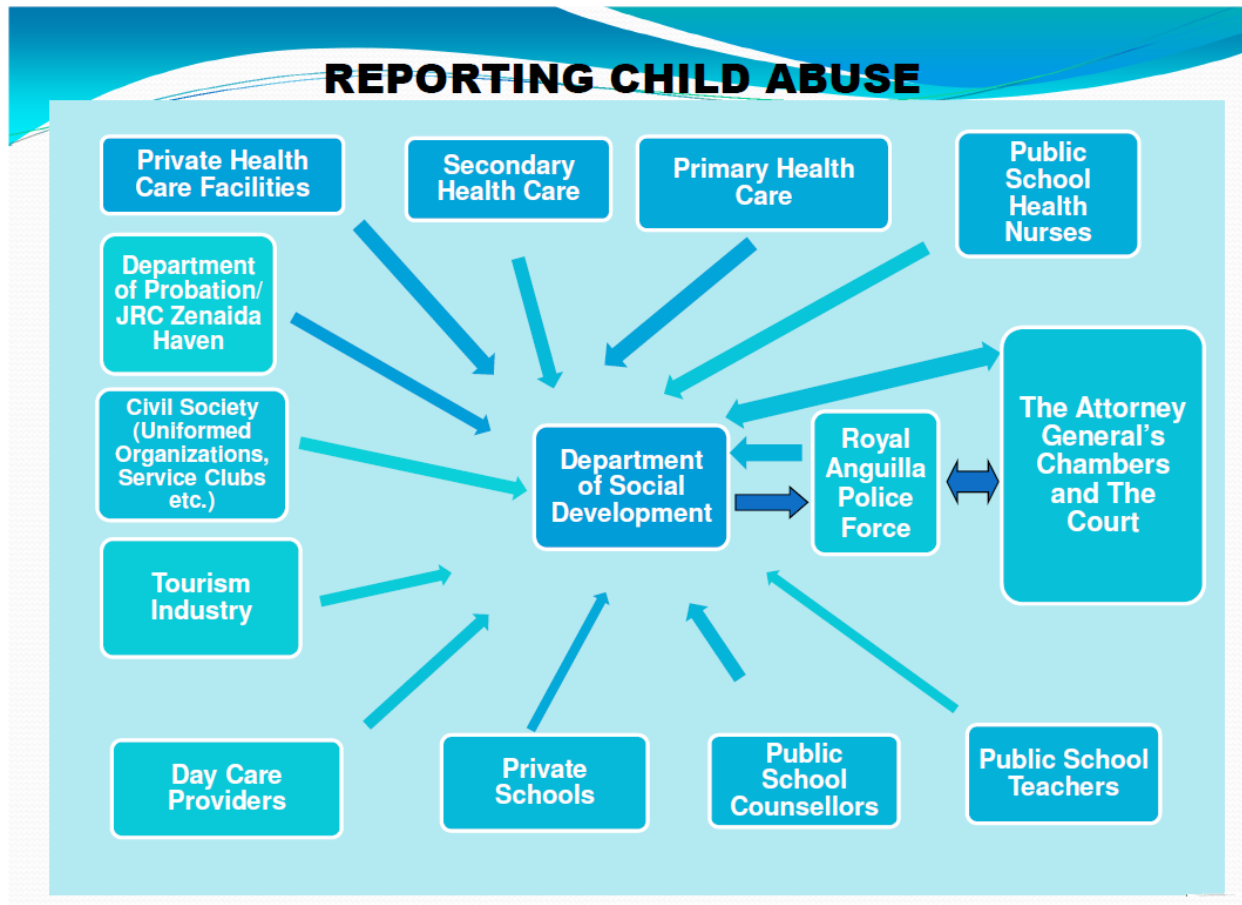 REPORTING CHILD ABUSE
Private Health
Care Facilities
Secondary
Health Care
Primary Health
Care
Public
School
Health
Nurses
Department
of Probation/
JRC Zenaida
Haven
Civil Society
(Uniformed
Organizations,
Service Clubs
etc.)
Department
of Social
Development
Royal
Anguilla
Police
Force
The Attorney
General's
Chambers
and The
Court
Tourism
Industry
Day Care
Providers
Private
Schools
Public
School
Counsellors
Public School
Teachers